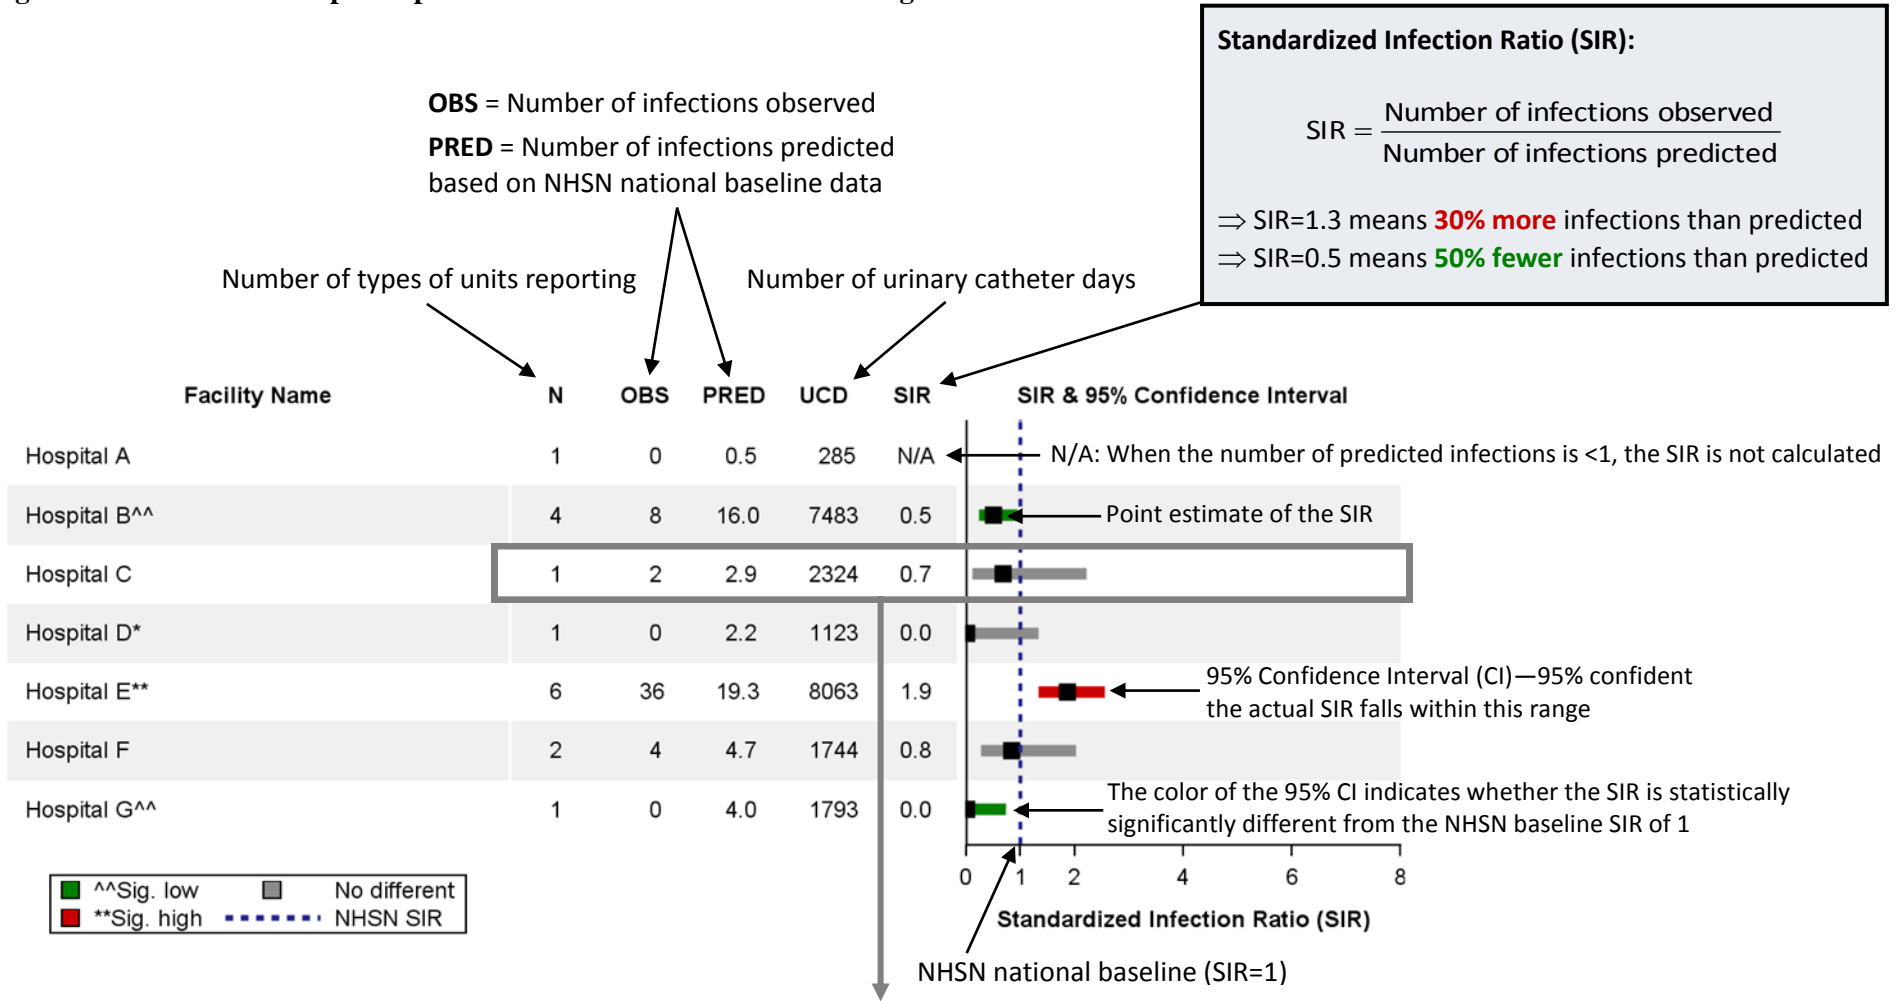 Standardized Infection Ratio (SIR):
SIR = Number of infections observed
Number of infections predicted
⇒ SIR=1.3 means 30% more infections than predicted
⇒ SIR=0.5 means 50% fewer infections than predicted
OBS = Number of infections observed
PRED = Number of infections predicted
based on NHSN national baseline data
Number of types of units reporting
Number of urinary catheter days
Facility Name N OBS PRED UCD SIR SIR & 95% Confidence Interval
Hospital A 1 0 0.5 285 N/A N/A: When the number of predicted infections is <1, the SIR is not calculated
Hospital B^^ 4 8 16.0 7483 0.5 Point estimate of the SIR
Hospital C 1 2 2.9 2324 0.7
Hospital D* 1 0 2.2 1123 0.0
Hospital E** 6 36 19.3 8063 1.9
95% Confidence Interval (CI)—95% confident
the actual SIR falls within this range
Hospital F 2 4 4.7 1744 0.8
Hospital G^^ 1 0 4.0 1793 0.0
The color of the 95% CI indicates whether the SIR is statistically
significantly different from the NHSN baseline SIR of 1
0 1 2 4 6 8
Standardized Infection Ratio (SIR)
^^Sig. low No different
**Sig. high NHSN SIR
NHSN national baseline (SIR=1)